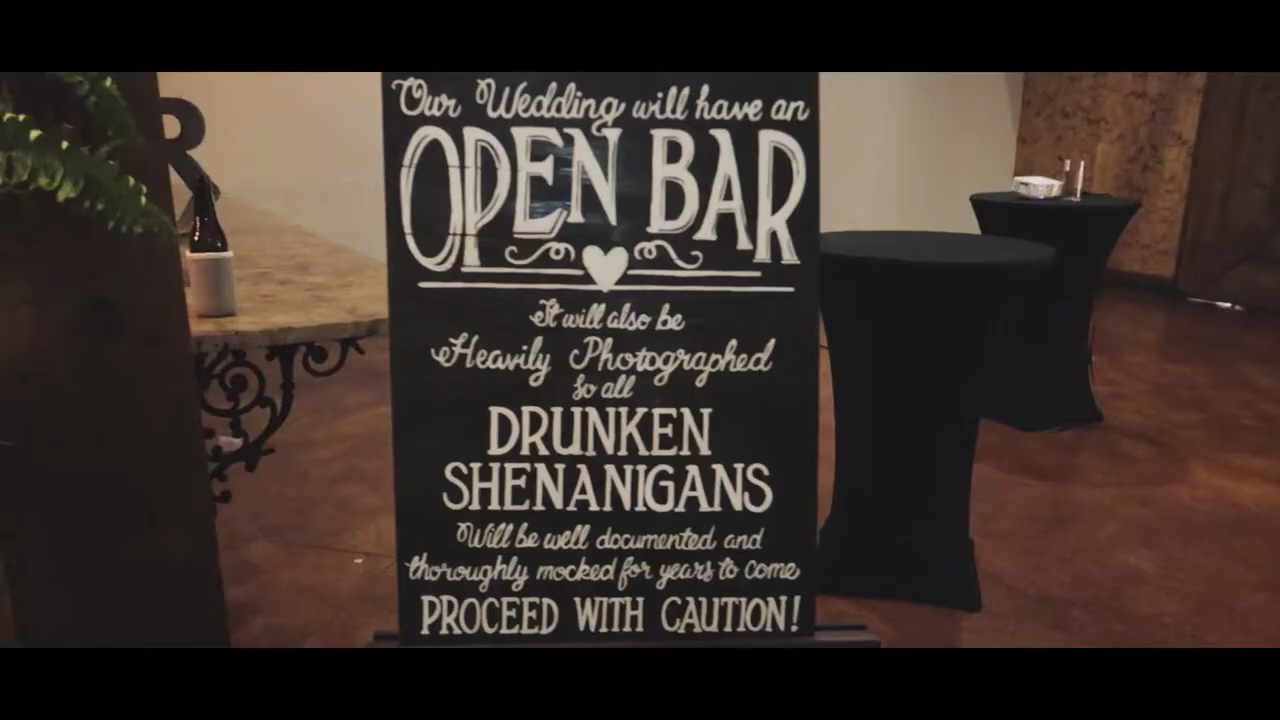 R
Our Wedding will have an
OPEN BAR
It will also be
Heavily Photographed
So all
DRUNKEN
SHENANIGANS
Will be well documented and
thoroughly mocked for years to come
PROCEED WITH CAUTION!